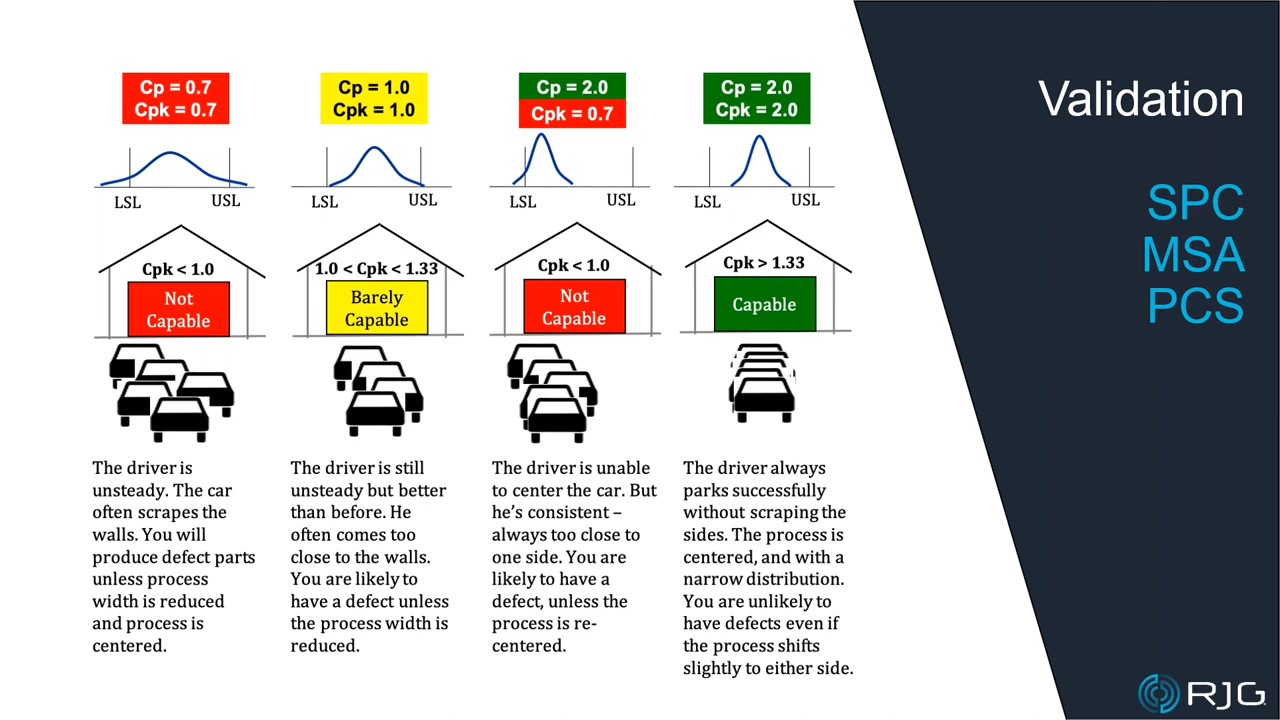 Validation
SPC
MSA
PCS
Cp = 0.7
Cpk = 0.7
LSL
USL
Cpk < 1.0
Not
Capable
The driver is
unsteady. The car
often scrapes the
walls. You will
produce defect parts
unless process
width is reduced
and process is
centered.
Cp = 1.0
Cpk = 1.0
LSL
USL
1.0 < Cpk < 1.33
Barely
Capable
The driver is still
unsteady but better
than before. He
often comes too
close to the walls.
You are likely to
have a defect unless
the process width is
reduced.
Cp = 2.0
Cpk = 0.7
LSL
USL
Cpk < 1.0
Not
Capable
The driver is unable
to center the car. But
he's consistent –
always too close to
one side. You are
likely to have a
defect, unless the
process is re-
centered.
Cp = 2.0
Cpk = 2.0
LSL
USL
Cpk > 1.33
Capable
The driver always
parks successfully
without scraping the
sides. The process is
centered, and with a
narrow distribution.
You are unlikely to
have defects even if
the process shifts
slightly to either side.
RJG